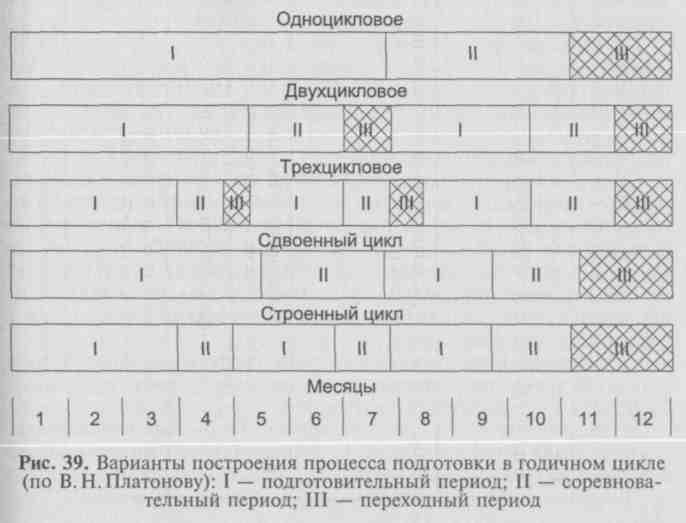 Одноцикловое
I II III
Двухцикловое
I II III I II III
Трехцикловое
I II III I II III I II III
Сдвоенный цикл
I II I II III
Строенный цикл
I II I II I II III
Месяцы
1 2 3 4 5 6 7 8 9 10 11 12
Рис. 39. Варианты построения процесса подготовки в годичном цикле
(по В. Н. Платонову): I — подготовительный период; II — соревнова-
тельный период; III — переходный период